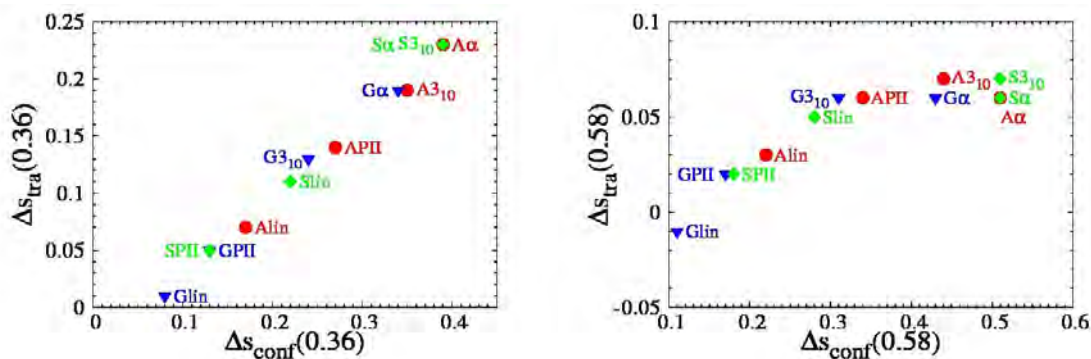 0.25
0.2
0.15
0.1
0.05
0
0 0.1 0.2 0.3 0.4
Δs_tra(0.36)
Δs_conf(0.36)
Sα S3₁₀ Aα
Gα A3₁₀
APII
G3₁₀
Slin
Alin
SPII GPII
Glin
0.1
0.05
0
-0.05
0.1 0.2 0.3 0.4 0.5 0.6
Δs_tra(0.58)
Δs_conf(0.58)
A3₁₀ S3₁₀
G3₁₀ APII Gα Sα
Aα
Slin
Alin
GPII SPII
Glin